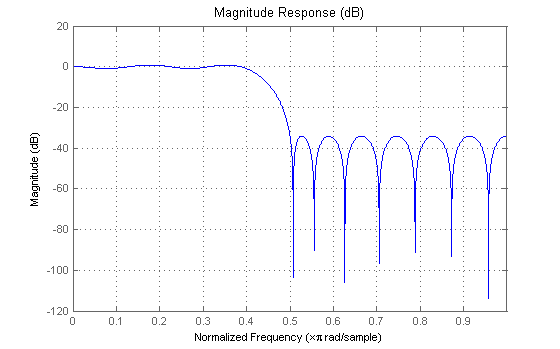 Magnitude Response (dB)
20
0
-20
-40
-60
-80
-100
-120
Magnitude (dB)
0 0.1 0.2 0.3 0.4 0.5 0.6 0.7 0.8 0.9
Normalized Frequency (×π rad/sample)